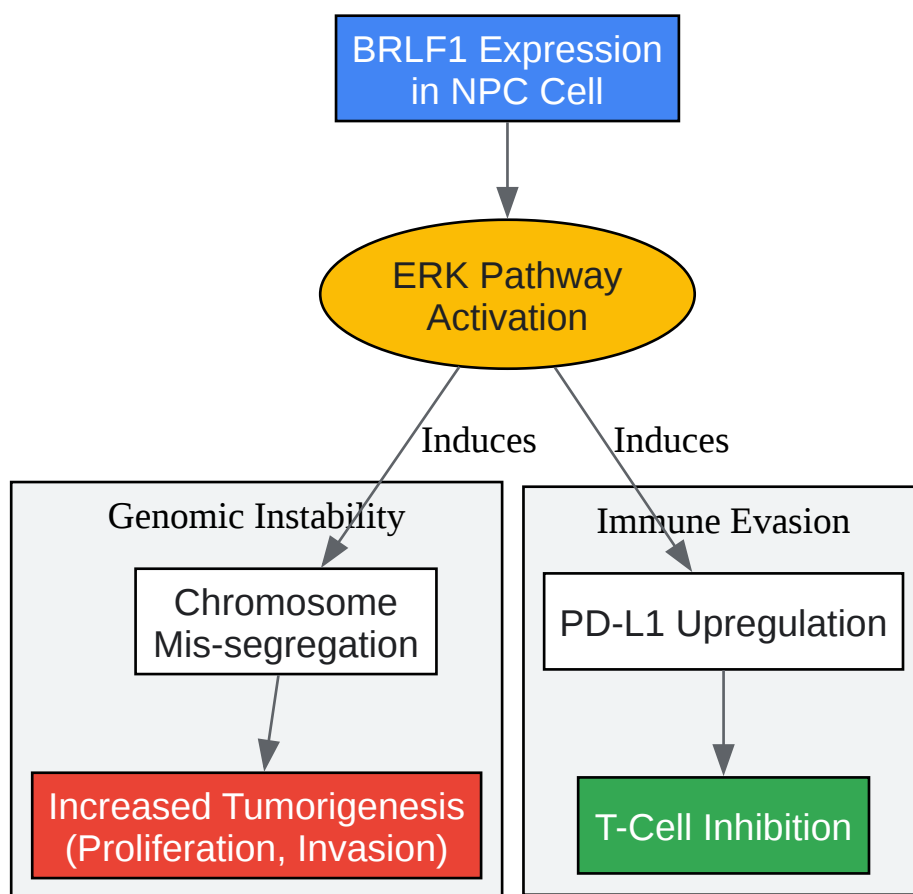 BRLF1 Expression
in NPC Cell
ERK Pathway
Activation
Induces
Induces
Genomic Instability
Immune Evasion
Chromosome
Mis-segregation
PD-L1 Upregulation
Increased Tumorigenesis
(Proliferation, Invasion)
T-Cell Inhibition